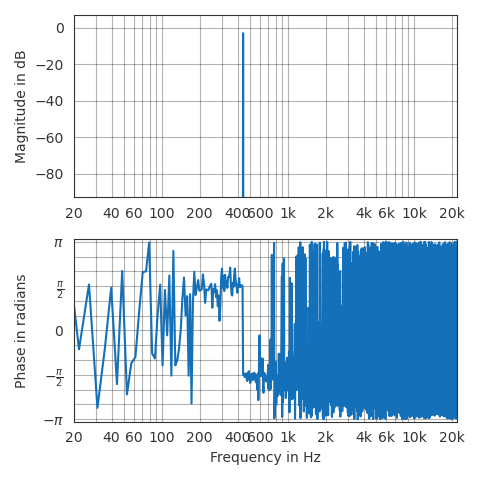 Magnitude in dB
0
−20
−40
−60
−80
20 40 60 100 200 400 600 1k 2k 4k 6k 10k 20k
Phase in radians
π
π/2
0
−π/2
−π
20 40 60 100 200 400 600 1k 2k 4k 6k 10k 20k
Frequency in Hz